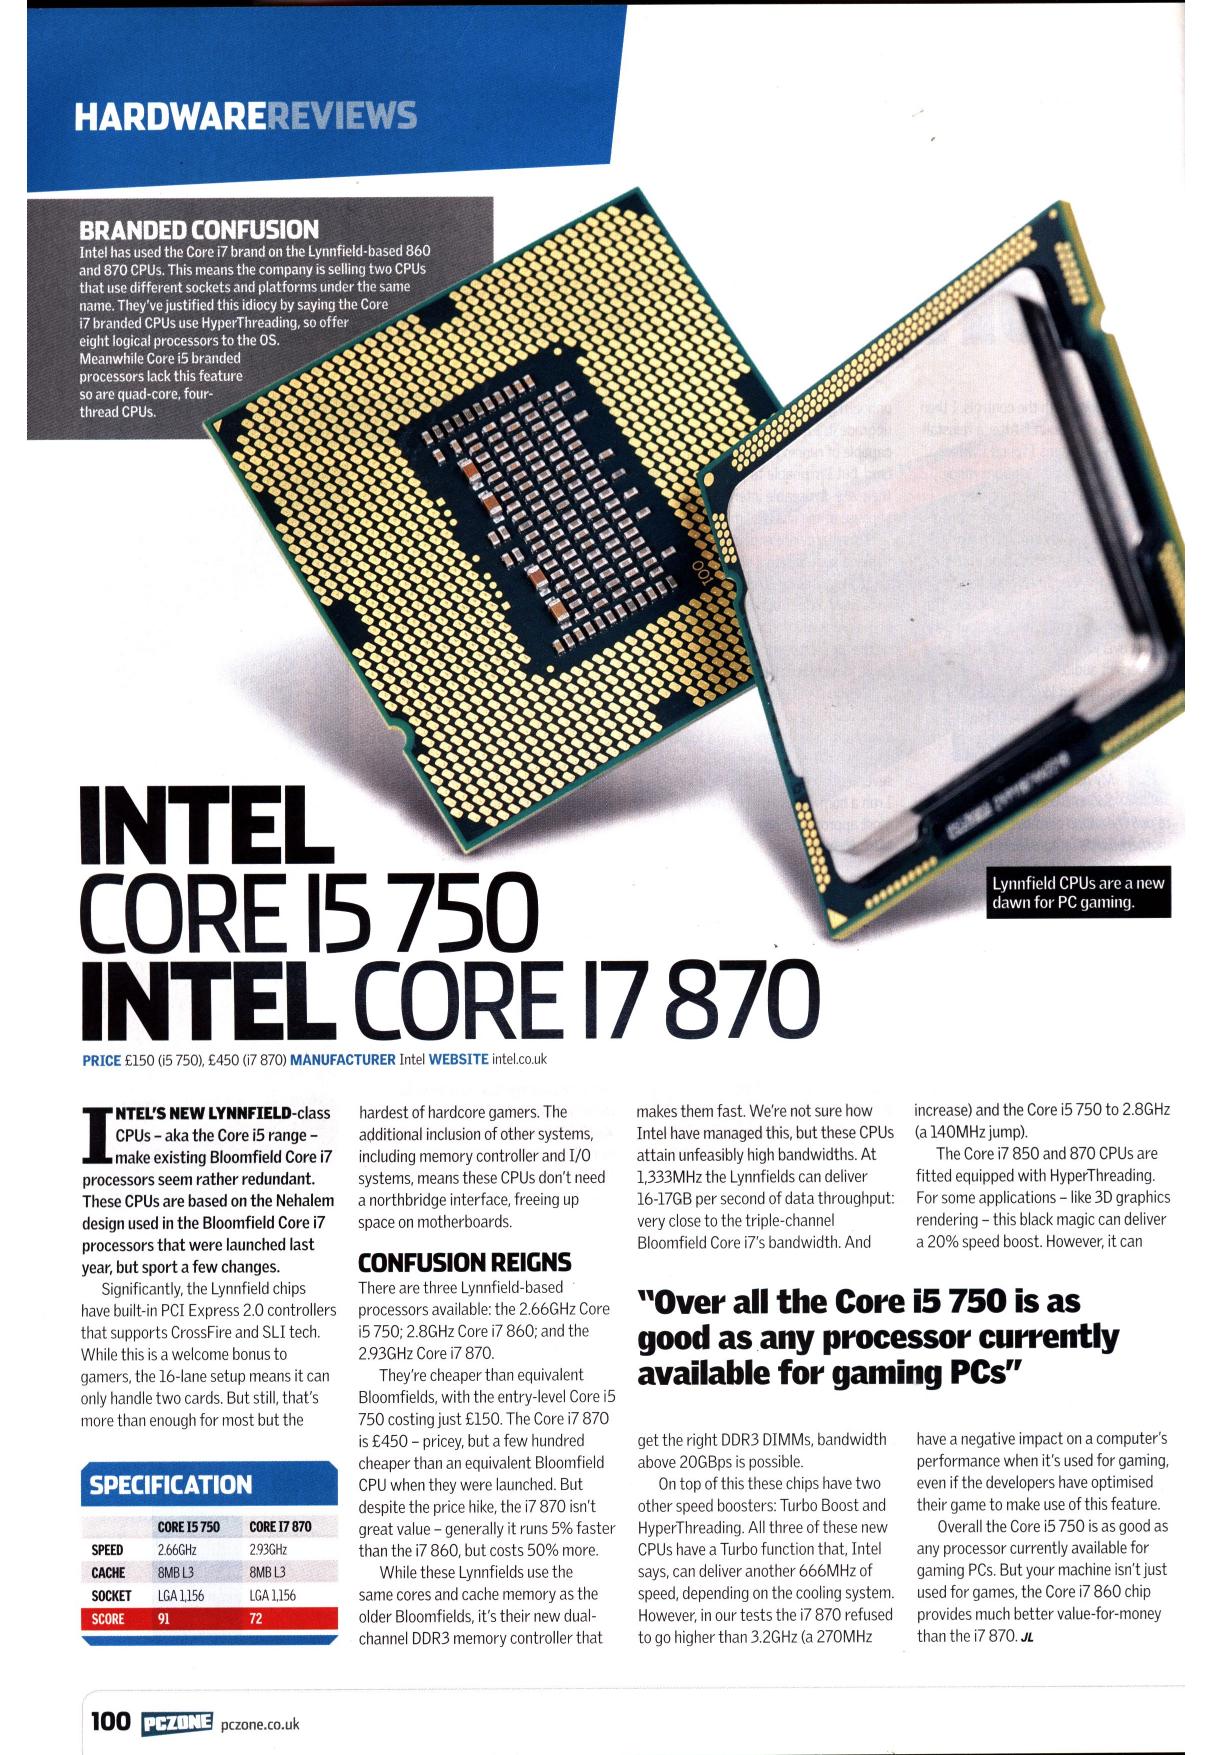 HARDWAREREVIEWS
BRANDED CONFUSION
Intel has used the Core i7 brand on the Lynnfield-based 860
and 870 CPUs. This means the company is selling two CPUs
that use different sockets and platforms under the same
name. They've justified this idiocy by saying the Core
i7 branded CPUs use HyperThreading, so offer
eight logical processors to the OS.
Meanwhile Core i5 branded
processors lack this feature
so are quad-core, four-
thread CPUs.
001
Lynnfield CPUs are a new
dawn for PC gaming.
INTEL
CORE I5 750
INTEL CORE I7 870
PRICE £150 (i5 750), £450 (i7 870) MANUFACTURER Intel WEBSITE intel.co.uk
INTEL'S NEW LYNNFIELD-class
CPUs – aka the Core i5 range –
make existing Bloomfield Core i7
processors seem rather redundant.
These CPUs are based on the Nehalem
design used in the Bloomfield Core i7
processors that were launched last
year, but sport a few changes.
Significantly, the Lynnfield chips
have built-in PCI Express 2.0 controllers
that supports CrossFire and SLI tech.
While this is a welcome bonus to
gamers, the 16-lane setup means it can
only handle two cards. But still, that's
more than enough for most but the
hardest of hardcore gamers. The
additional inclusion of other systems,
including memory controller and I/O
systems, means these CPUs don't need
a northbridge interface, freeing up
space on motherboards.
CONFUSION REIGNS
There are three Lynnfield-based
processors available: the 2.66GHz Core
i5 750; 2.8GHz Core i7 860; and the
2.93GHz Core i7 870.
They're cheaper than equivalent
Bloomfields, with the entry-level Core i5
750 costing just £150. The Core i7 870
is £450 – pricey, but a few hundred
cheaper than an equivalent Bloomfield
CPU when they were launched. But
despite the price hike, the i7 870 isn't
great value – generally it runs 5% faster
than the i7 860, but costs 50% more.
While these Lynnfields use the
same cores and cache memory as the
older Bloomfields, it's their new dual-
channel DDR3 memory controller that
makes them fast. We're not sure how
Intel have managed this, but these CPUs
attain unfeasibly high bandwidths. At
1,333MHz the Lynnfields can deliver
16-17GB per second of data throughput:
very close to the triple-channel
Bloomfield Core i7's bandwidth. And
get the right DDR3 DIMMs, bandwidth
above 20GBps is possible.
On top of this these chips have two
other speed boosters: Turbo Boost and
HyperThreading. All three of these new
CPUs have a Turbo function that, Intel
says, can deliver another 666MHz of
speed, depending on the cooling system.
However, in our tests the i7 870 refused
to go higher than 3.2GHz (a 270MHz
increase) and the Core i5 750 to 2.8GHz
(a 140MHz jump).
The Core i7 850 and 870 CPUs are
fitted equipped with HyperThreading.
For some applications – like 3D graphics
rendering – this black magic can deliver
a 20% speed boost. However, it can
have a negative impact on a computer's
performance when it's used for gaming,
even if the developers have optimised
their game to make use of this feature.
Overall the Core i5 750 is as good as
any processor currently available for
gaming PCs. But your machine isn't just
used for games, the Core i7 860 chip
provides much better value-for-money
than the i7 870. JL
"Over all the Core i5 750 is as
good as any processor currently
available for gaming PCs"
SPECIFICATION
CORE I5 750 CORE I7 870
SPEED 2.66GHz 2.93GHz
CACHE 8MB L3 8MB L3
SOCKET LGA 1,156 LGA 1,156
SCORE 91 72
100 PCZONE pczone.co.uk